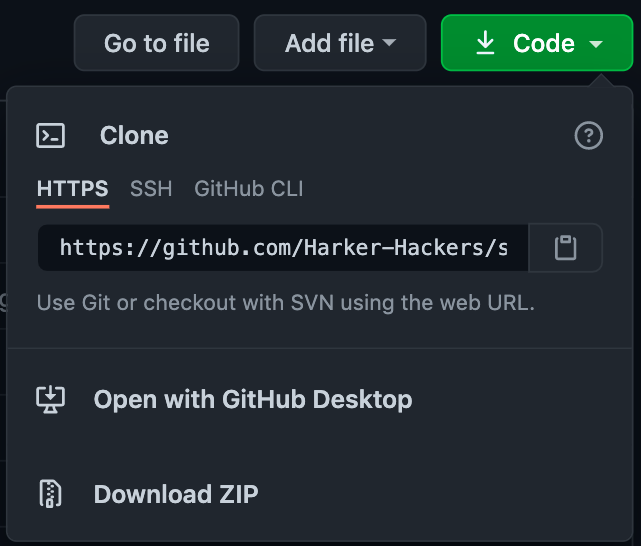 Go to file Add file Code
Clone
HTTPS SSH GitHub CLI
https://github.com/Harker-Hackers/s
Use Git or checkout with SVN using the web URL.
Open with GitHub Desktop
Download ZIP